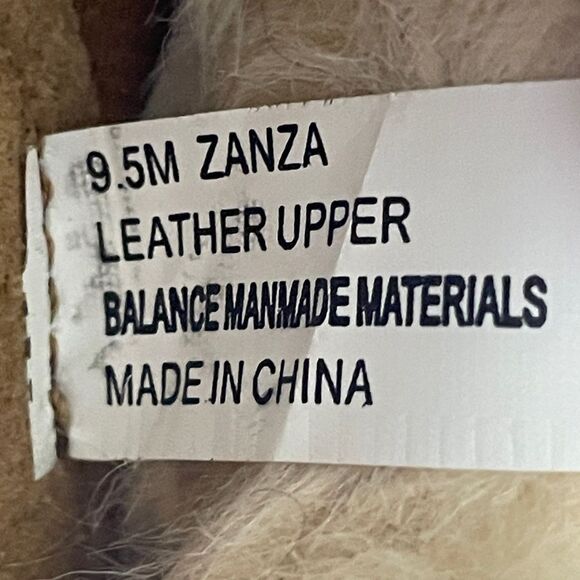 9.5M ZANZA
LEATHER UPPER
BALANCE MANMADE MATERIALS
MADE IN CHINA